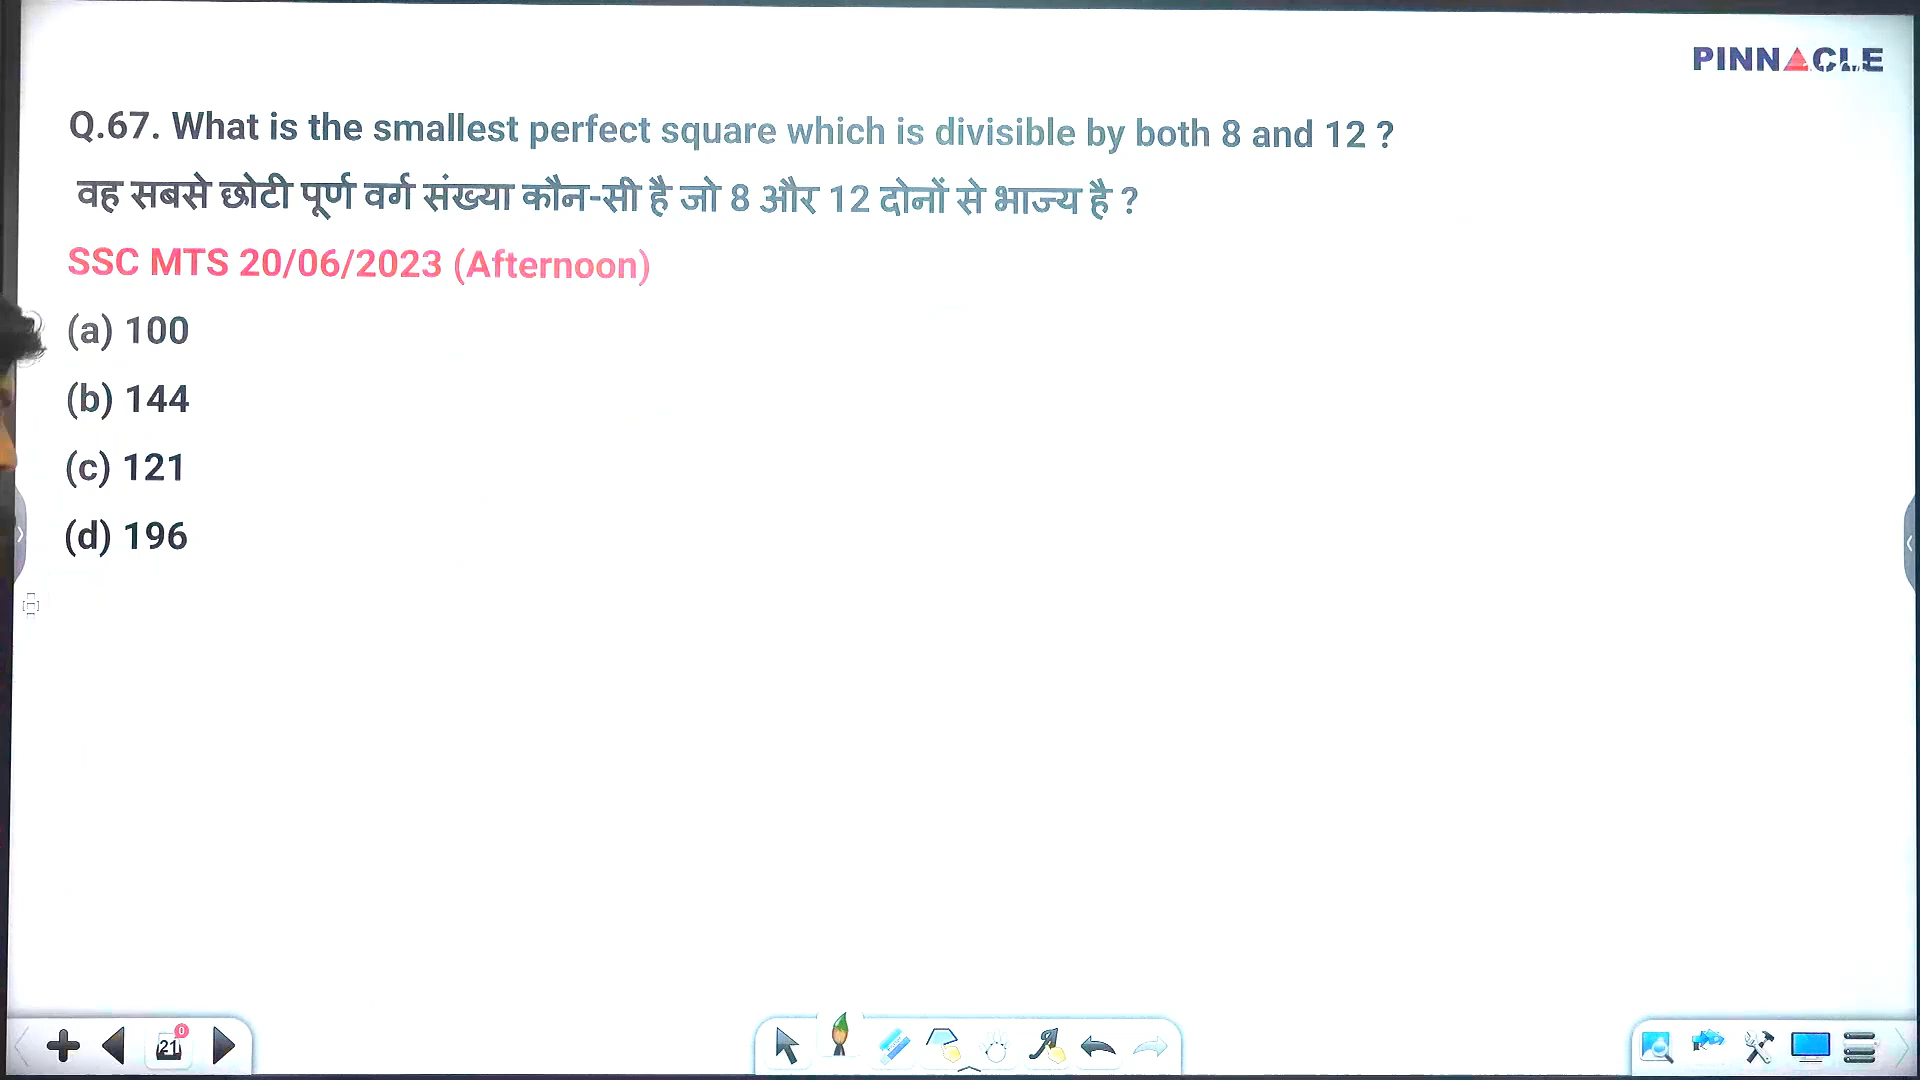 PINNACLE
Q.67. What is the smallest perfect square which is divisible by both 8 and 12 ?
वह सबसे छोटी पूर्ण वर्ग संख्या कौन-सी है जो 8 और 12 दोनों से भाज्य है ?
SSC MTS 20/06/2023 (Afternoon)
(a) 100
(b) 144
(c) 121
(d) 196
21
0